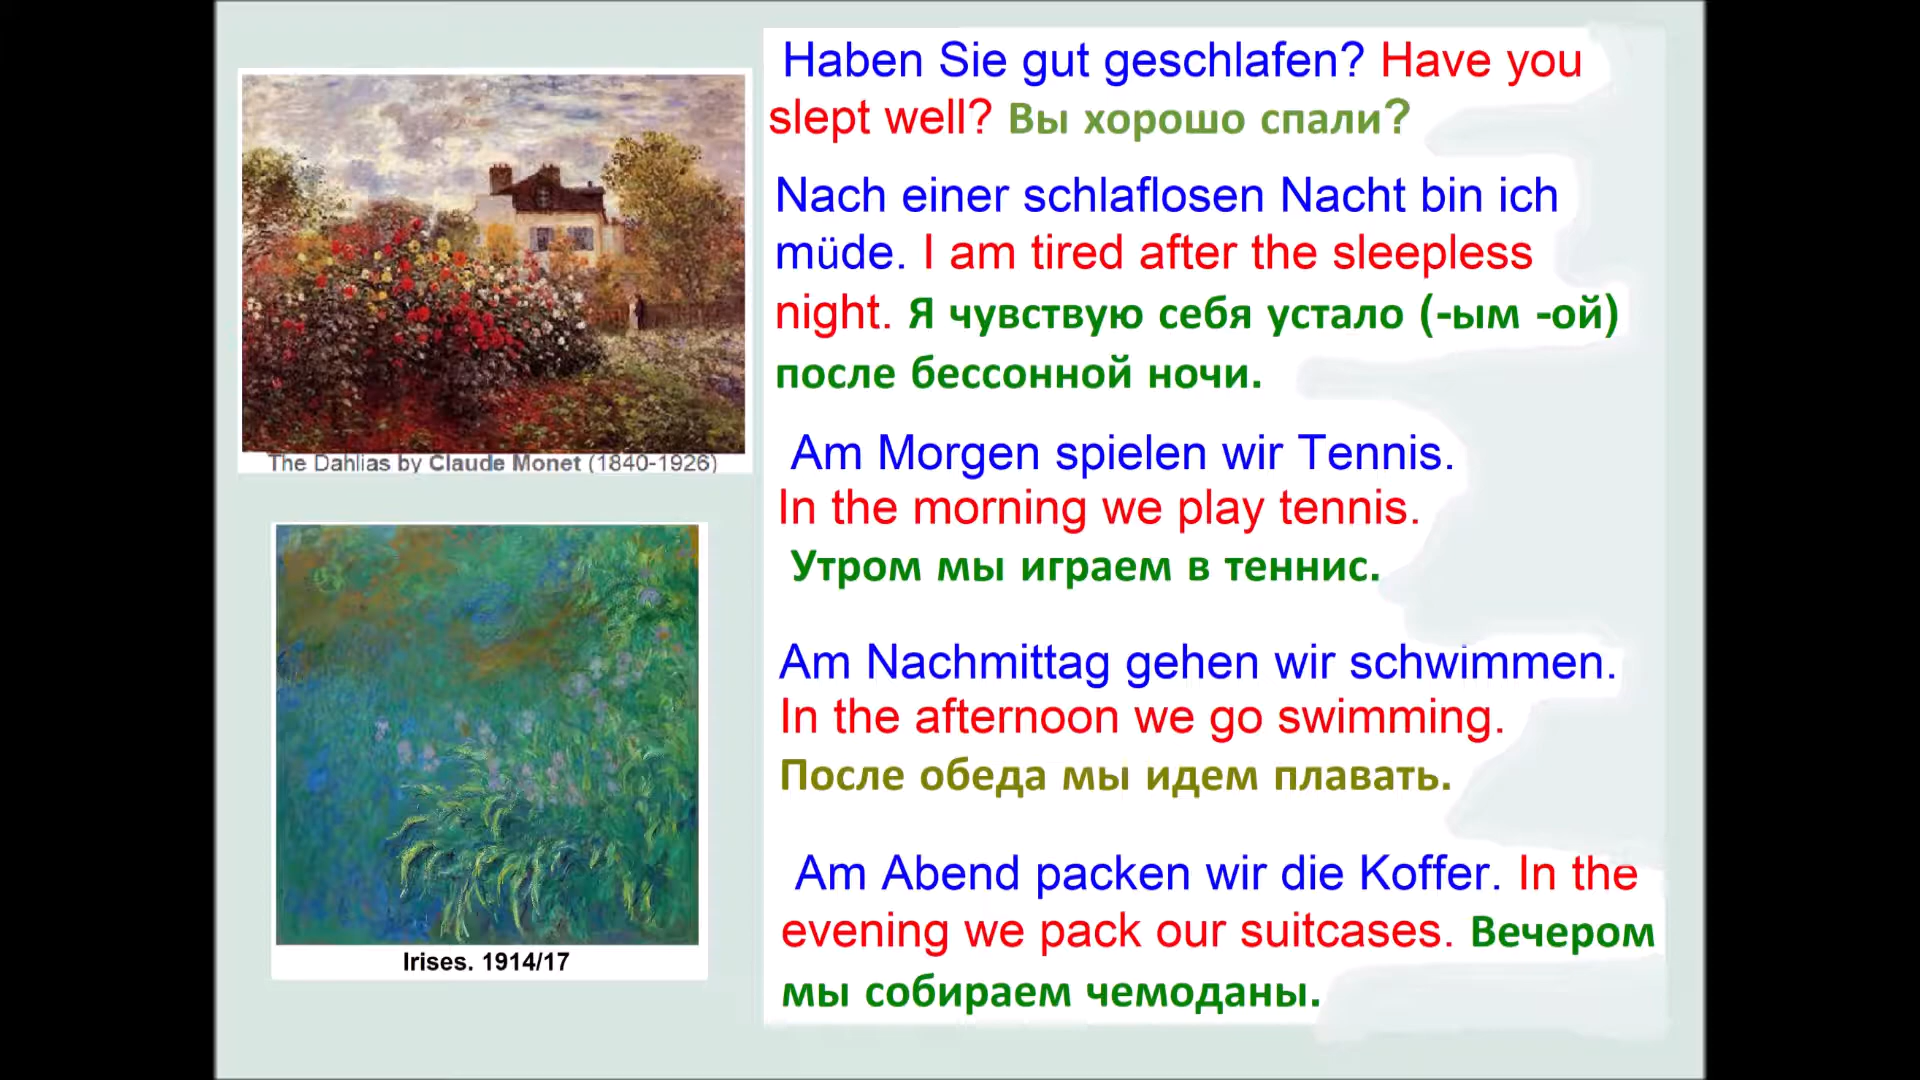 The Dahlias by Claude Monet (1840-1926)
Irises. 1914/17
Haben Sie gut geschlafen? Have you
slept well? Вы хорошо спали?
Nach einer schlaflosen Nacht bin ich
müde. I am tired after the sleepless
night. Я чувствую себя устало (-ым -ой)
после бессонной ночи.
Am Morgen spielen wir Tennis.
In the morning we play tennis.
Утром мы играем в теннис.
Am Nachmittag gehen wir schwimmen.
In the afternoon we go swimming.
После обеда мы идем плавать.
Am Abend packen wir die Koffer. In the
evening we pack our suitcases. Вечером
мы собираем чемоданы.